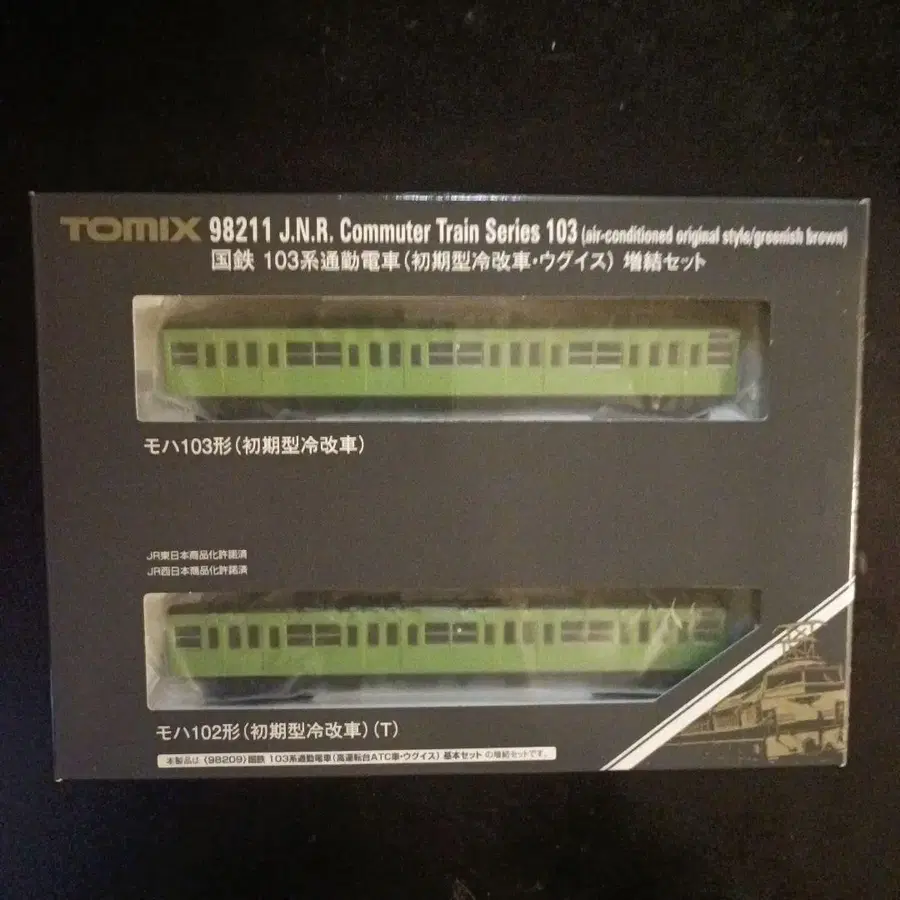 TOMIX 98211 J.N.R. Commuter Train Series 103 (air-conditioned original style/greenish brown)
国鉄 103系通勤電車(初期型冷改車・ウグイス) 増結セット
モハ103形(初期型冷改車)
JR東日本商品化許諾済
JR西日本商品化許諾済
モハ102形(初期型冷改車)(T)
本製品は〈98209〉国鉄 103系通勤電車(高運転台ATC車・ウグイス) 基本セット の増結セットです。